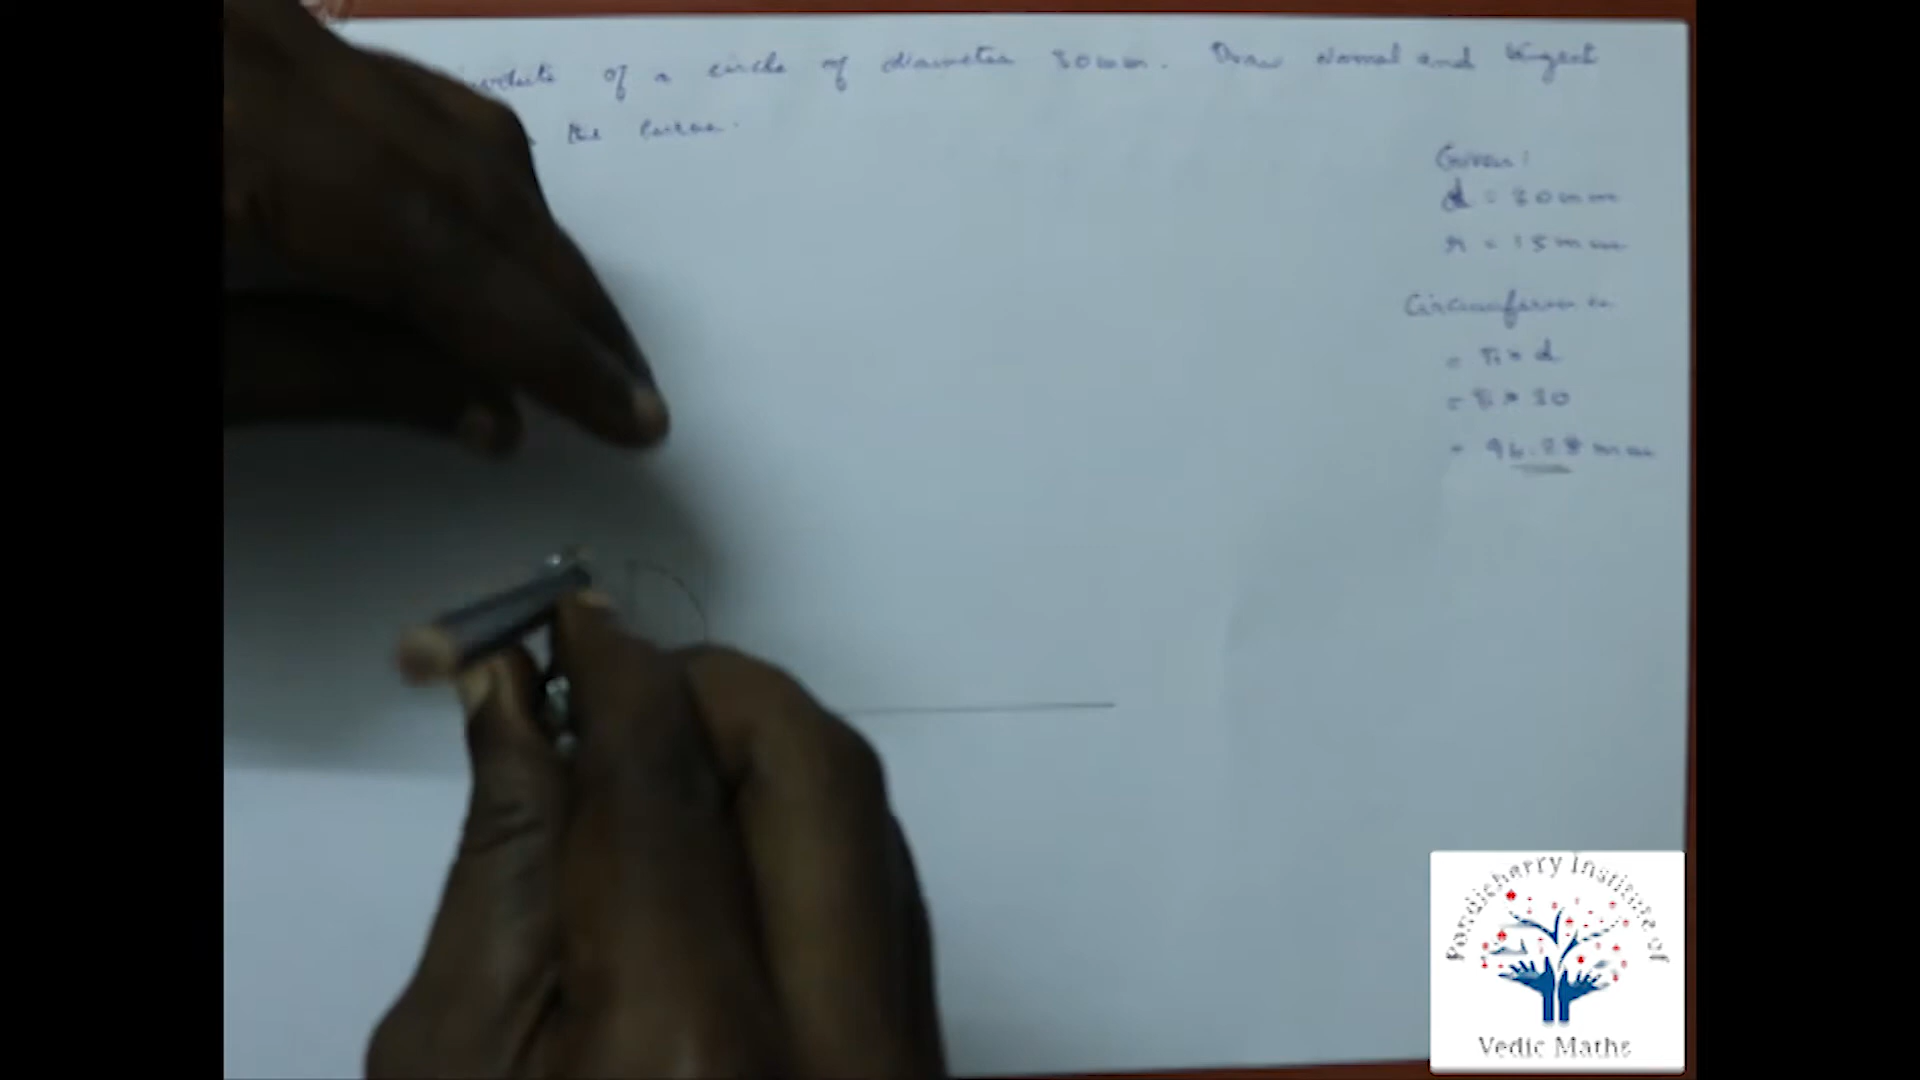 of a circle of diameter 30mm. Draw Normal and tangent
the curve.
Given:
d = 30mm
r = 15mm
Circumference
= π × d
= π × 30
= 96.28 mm
Pondicherry Institute of
Vedic Maths